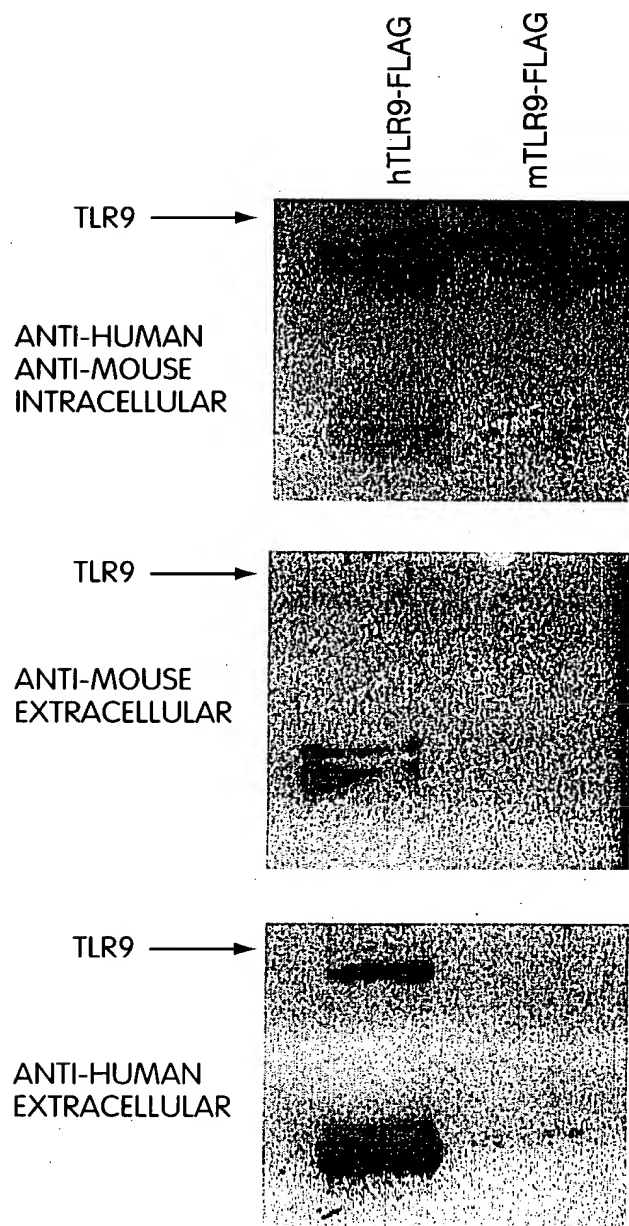 hTLR9-FLAG
mTLR9-FLAG
TLR9
ANTI-HUMAN
ANTI-MOUSE
INTRACELLULAR
TLR9
ANTI-MOUSE
EXTRACELLULAR
TLR9
ANTI-HUMAN
EXTRACELLULAR